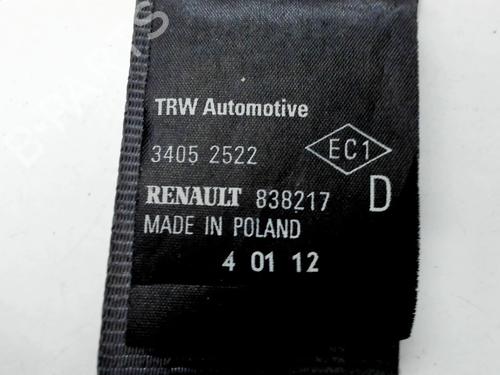 TRW Automotive
3405 2522
EC1
RENAULT 838217 D
MADE IN POLAND
4 01 12